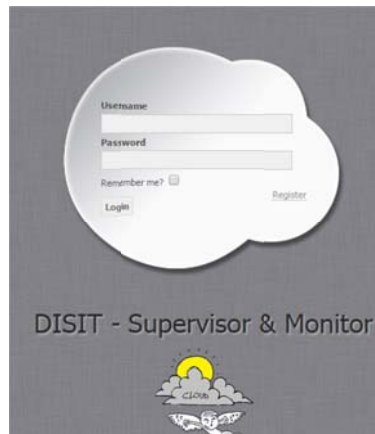 Username
Password
Remember me?
Register
Login
DISIT - Supervisor & Monitor
CLOUD